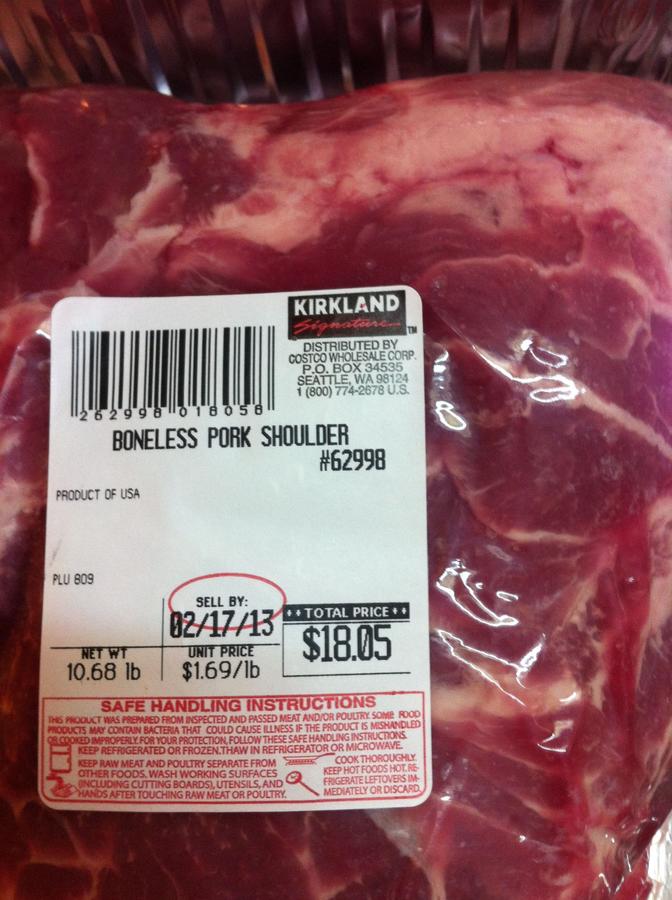 KIRKLAND
Signature™
DISTRIBUTED BY
COSTCO WHOLESALE CORP.
P.O. BOX 34535
SEATTLE, WA 98124
1 (800) 774-2678 U.S.
262998 018058
BONELESS PORK SHOULDER
#62998
PRODUCT OF USA
PLU 809
SELL BY:
02/17/13
NET WT
10.68 lb
UNIT PRICE
$1.69/lb
TOTAL PRICE
$18.05
SAFE HANDLING INSTRUCTIONS
THIS PRODUCT WAS PREPARED FROM INSPECTED AND PASSED MEAT AND/OR POULTRY. SOME FOOD
PRODUCTS MAY CONTAIN BACTERIA THAT COULD CAUSE ILLNESS IF THE PRODUCT IS MISHANDLED
OR COOKED IMPROPERLY. FOR YOUR PROTECTION, FOLLOW THESE SAFE HANDLING INSTRUCTIONS.
KEEP REFRIGERATED OR FROZEN. THAW IN REFRIGERATOR OR MICROWAVE.
KEEP RAW MEAT AND POULTRY SEPARATE FROM
OTHER FOODS. WASH WORKING SURFACES
(INCLUDING CUTTING BOARDS), UTENSILS, AND
HANDS AFTER TOUCHING RAW MEAT OR POULTRY.
COOK THOROUGHLY.
KEEP HOT FOODS HOT. RE-
FRIGERATE LEFTOVERS IM-
MEDIATELY OR DISCARD.